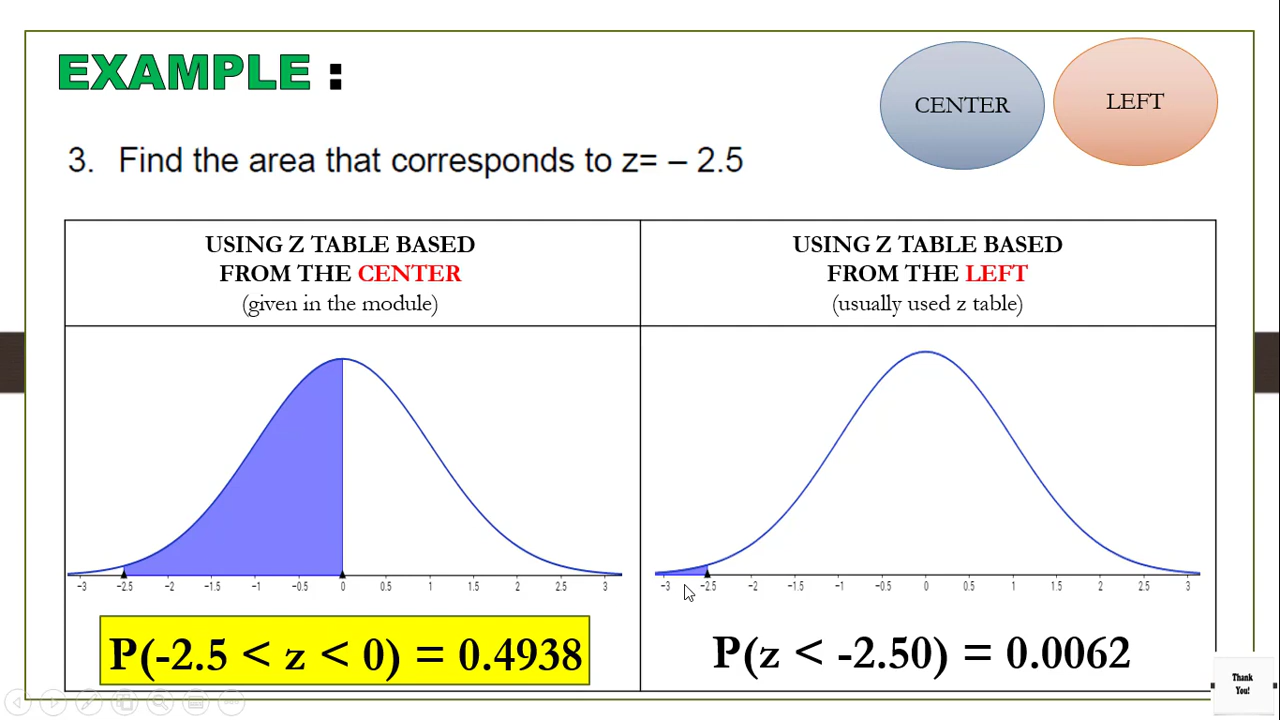 EXAMPLE :
CENTER
LEFT
3. Find the area that corresponds to z= – 2.5
USING Z TABLE BASED
FROM THE CENTER
(given in the module)
USING Z TABLE BASED
FROM THE LEFT
(usually used z table)
−3 −2.5 −2 −1.5 −1 −0.5 0 0.5 1 1.5 2 2.5 3
−3 −2.5 −2 −1.5 −1 −0.5 0 0.5 1 1.5 2 2.5 3
P(-2.5 < z < 0) = 0.4938
P(z < -2.50) = 0.0062
Thank
You!